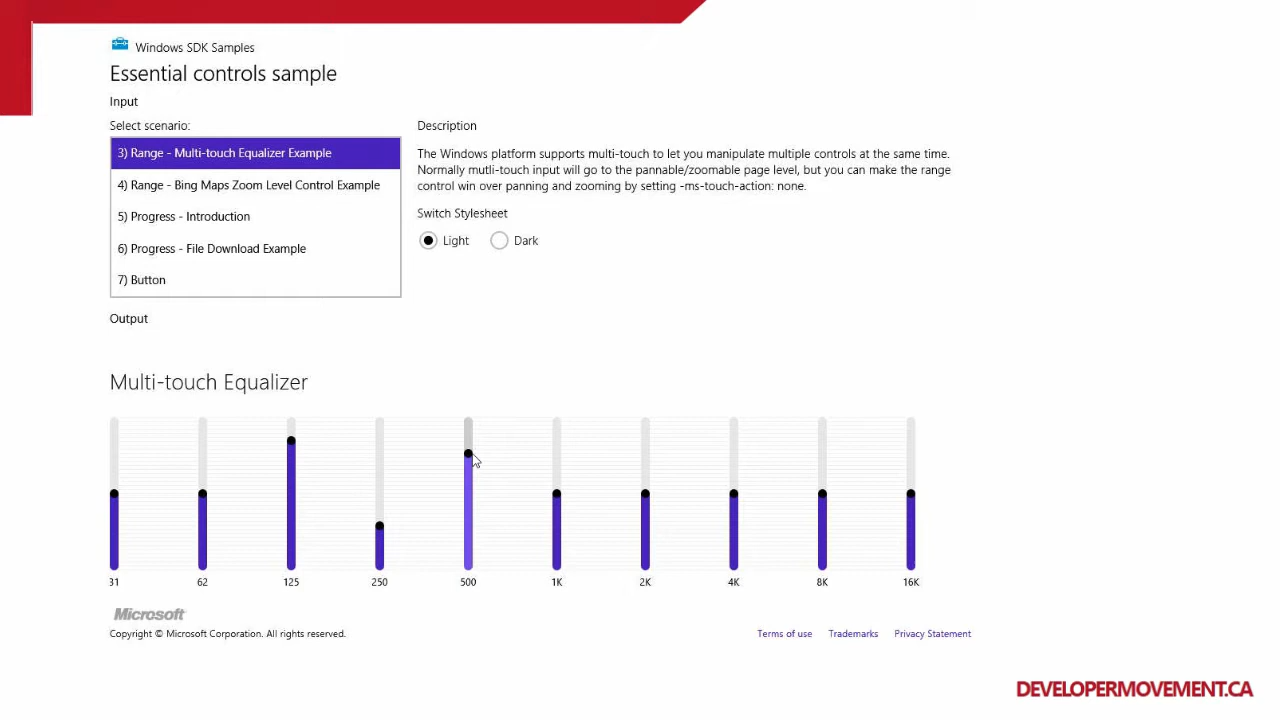 Windows SDK Samples
Essential controls sample
Input
Select scenario:
3) Range - Multi-touch Equalizer Example
4) Range - Bing Maps Zoom Level Control Example
5) Progress - Introduction
6) Progress - File Download Example
7) Button
Description
The Windows platform supports multi-touch to let you manipulate multiple controls at the same time.
Normally mutli-touch input will go to the pannable/zoomable page level, but you can make the range
control win over panning and zooming by setting -ms-touch-action: none.
Switch Stylesheet
Light Dark
Output
Multi-touch Equalizer
31 62 125 250 500 1K 2K 4K 8K 16K
Microsoft
Copyright © Microsoft Corporation. All rights reserved.
Terms of use Trademarks Privacy Statement
DEVELOPERMOVEMENT.CA